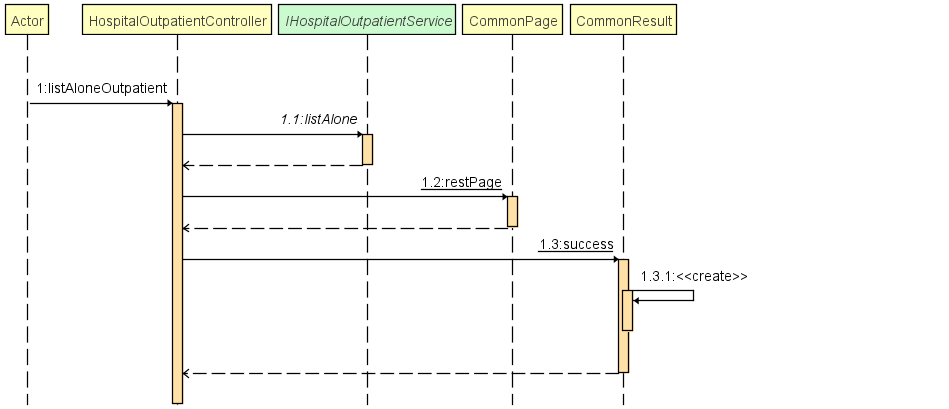 Actor
HospitalOutpatientController
IHospitalOutpatientService
CommonPage
CommonResult
1:listAloneOutpatient
1.1:listAlone
1.2:restPage
1.3:success
1.3.1:<<create>>